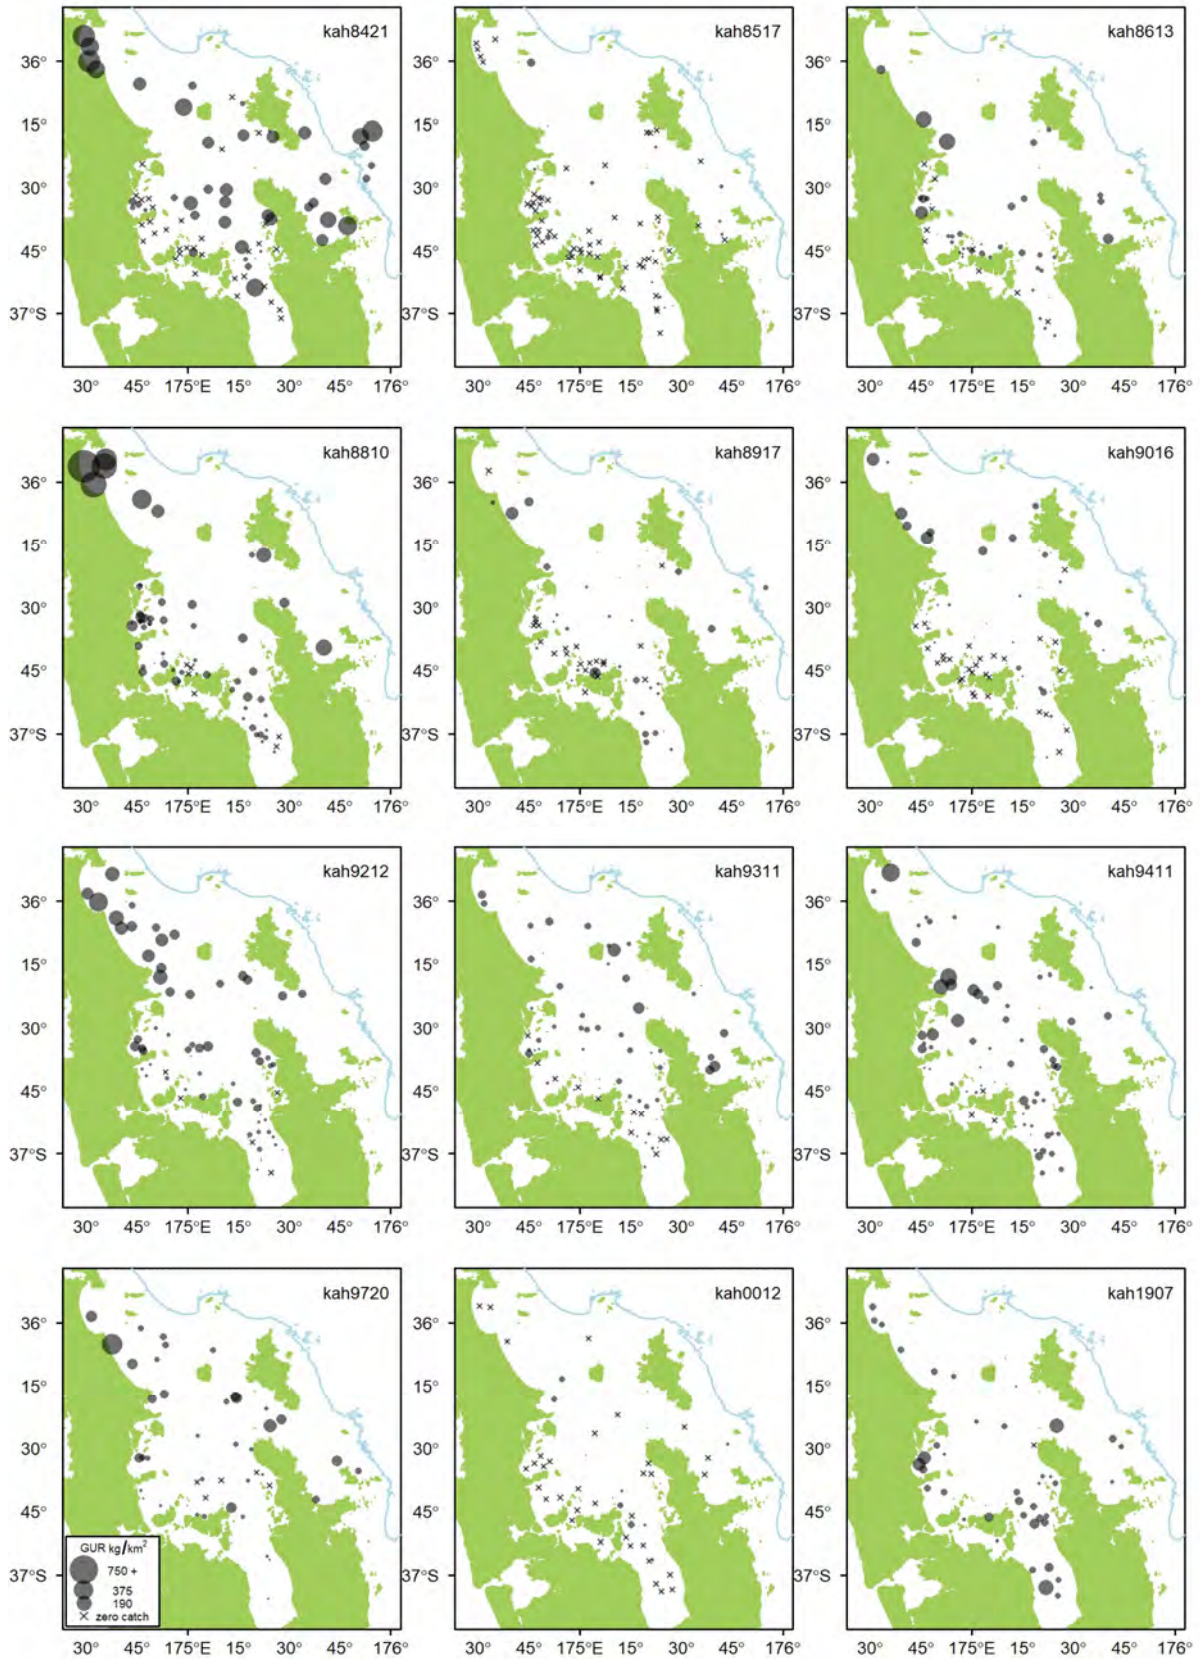 kah8421 kah8517 kah8613
36° 36° 36°
15° 15° 15°
30° 30° 30°
45° 45° 45°
37°S 37°S 37°S
30° 45° 175°E 15° 30° 45° 176° 30° 45° 175°E 15° 30° 45° 176° 30° 45° 175°E 15° 30° 45° 176°
kah8810 kah8917 kah9016
36° 36° 36°
15° 15° 15°
30° 30° 30°
45° 45° 45°
37°S 37°S 37°S
30° 45° 175°E 15° 30° 45° 176° 30° 45° 175°E 15° 30° 45° 176° 30° 45° 175°E 15° 30° 45° 176°
kah9212 kah9311 kah9411
36° 36° 36°
15° 15° 15°
30° 30° 30°
45° 45° 45°
37°S 37°S 37°S
30° 45° 175°E 15° 30° 45° 176° 30° 45° 175°E 15° 30° 45° 176° 30° 45° 175°E 15° 30° 45° 176°
kah9720 kah0012 kah1907
36° 36° 36°
15° 15° 15°
30° 30° 30°
45° 45° 45°
GUR kg/km²
750 +
375
190
zero catch
37°S 37°S 37°S
30° 45° 175°E 15° 30° 45° 176° 30° 45° 175°E 15° 30° 45° 176° 30° 45° 175°E 15° 30° 45° 176°